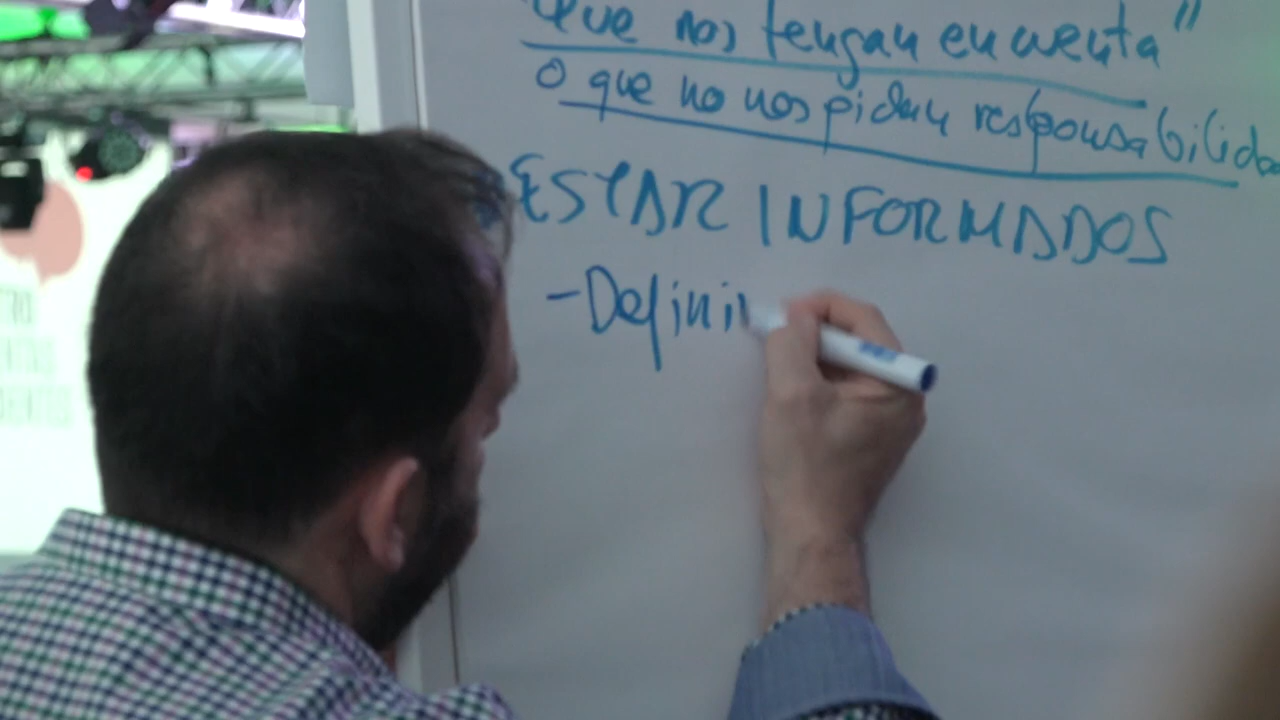 "Que nos tengan en cuenta"
o que no nos pidan responsabilida
ESTAR INFORMADOS
-Defini